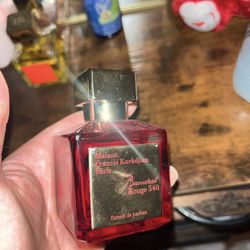 Maison
Francis Kurkdjian
Paris
Baccarat
Rouge 540
Extrait de parfum